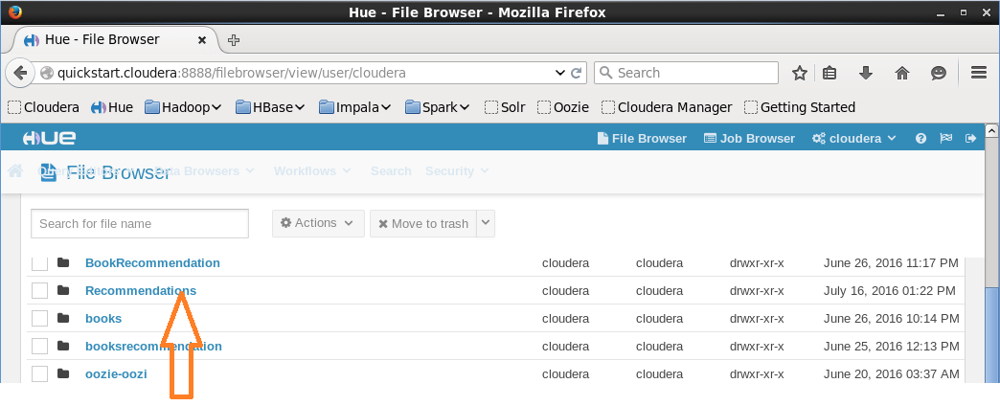 Hue - File Browser - Mozilla Firefox
Hue - File Browser
quickstart.cloudera:8888/filebrowser/view/user/cloudera Search
Cloudera Hue Hadoop HBase Impala Spark Solr Oozie Cloudera Manager Getting Started
HUE File Browser Job Browser cloudera
File Browser Data Browsers Workflows Search Security
Search for file name Actions Move to trash
BookRecommendation cloudera cloudera drwxr-xr-x June 26, 2016 11:17 PM
Recommendations cloudera cloudera drwxr-xr-x July 16, 2016 01:22 PM
books cloudera cloudera drwxr-xr-x June 26, 2016 10:14 PM
booksrecommendation cloudera cloudera drwxr-xr-x June 25, 2016 12:13 PM
oozie-oozi cloudera cloudera drwxr-xr-x June 20, 2016 03:37 AM